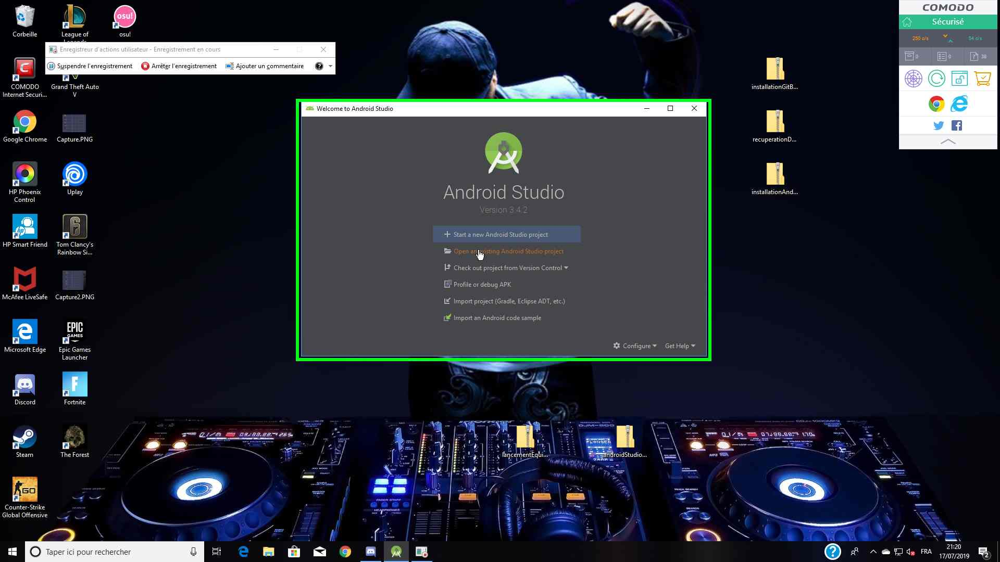 Corbeille
League of
Legends
osu!
osu!
Enregistreur d'actions utilisateur - Enregistrement en cours
Suspendre l'enregistrement
Arrêter l'enregistrement
Ajouter un commentaire
COMODO
Internet Securi...
Grand Theft Auto
V
Google Chrome
Capture.PNG
HP Phoenix
Control
Uplay
HP Smart Friend
Tom Clancy's
Rainbow Si...
McAfee LiveSafe
Capture2.PNG
Microsoft Edge
EPIC
GAMES
Epic Games
Launcher
Discord
Fortnite
Steam
The Forest
GO
Counter-Strike
Global Offensive
Welcome to Android Studio
Android Studio
Version 3.4.2
Start a new Android Studio project
Open an existing Android Studio project
Check out project from Version Control
Profile or debug APK
Import project (Gradle, Eclipse ADT, etc.)
Import an Android code sample
Configure
Get Help
installationGitB...
recuperationD...
installationAnd...
COMODO
Sécurisé
250 o/s
54 o/s
0
0
38
lancementEqui...
androidStudio...
DJM-800
Taper ici pour rechercher
FRA
21:20
17/07/2019
2